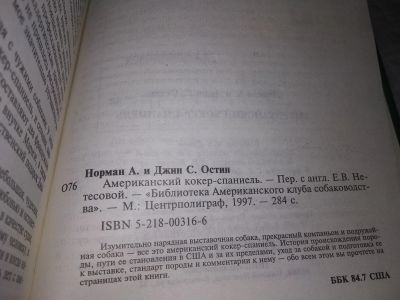 Норман А. и Джин С. Остин
076
Американский кокер-спаниель. — Пер. с англ. Е.В. Не-
тесовой. — «Библиотека Американского клуба собаководст-
ва». — М.: Центрполиграф, 1997. — 284 с.
ISBN 5-218-00316-6
Изумительно нарядная выставочная собака, прекрасный компаньон и подружей-
ная собака — все это американский кокер-спаниель. История происхождения поро-
ды, пути ее становления в США и за их пределами, уход за собакой и подготовка ее
к выставке, стандарт породы и комментарии к нему — обо всем этом вы прочтете на
страницах этой книги.
ББК 84.7 США